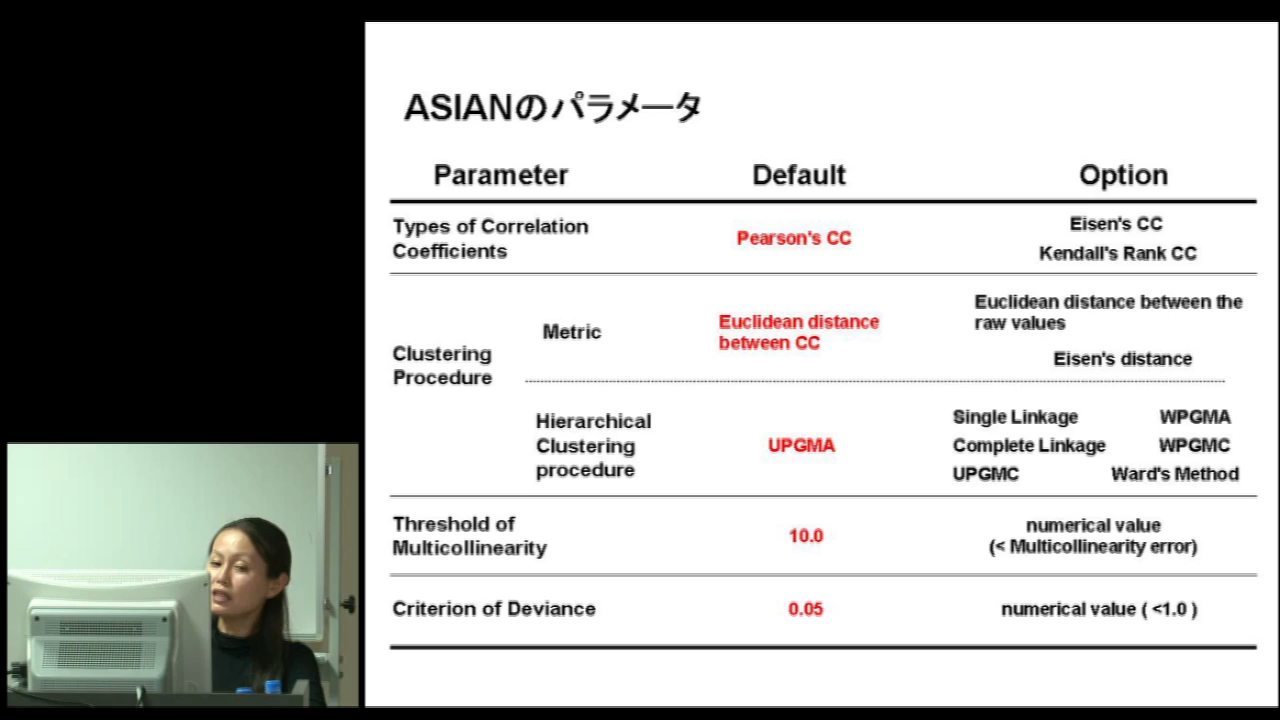 ASIANのパラメータ
Parameter Default Option
Types of Correlation
Coefficients
Pearson's CC
Eisen's CC
Kendall's Rank CC
Clustering
Procedure
Metric
Euclidean distance
between CC
Euclidean distance between the
raw values
Eisen's distance
Hierarchical
Clustering
procedure
UPGMA
Single Linkage WPGMA
Complete Linkage WPGMC
UPGMC Ward's Method
Threshold of
Multicollinearity
10.0
numerical value
(< Multicollinearity error)
Criterion of Deviance 0.05 numerical value ( <1.0 )